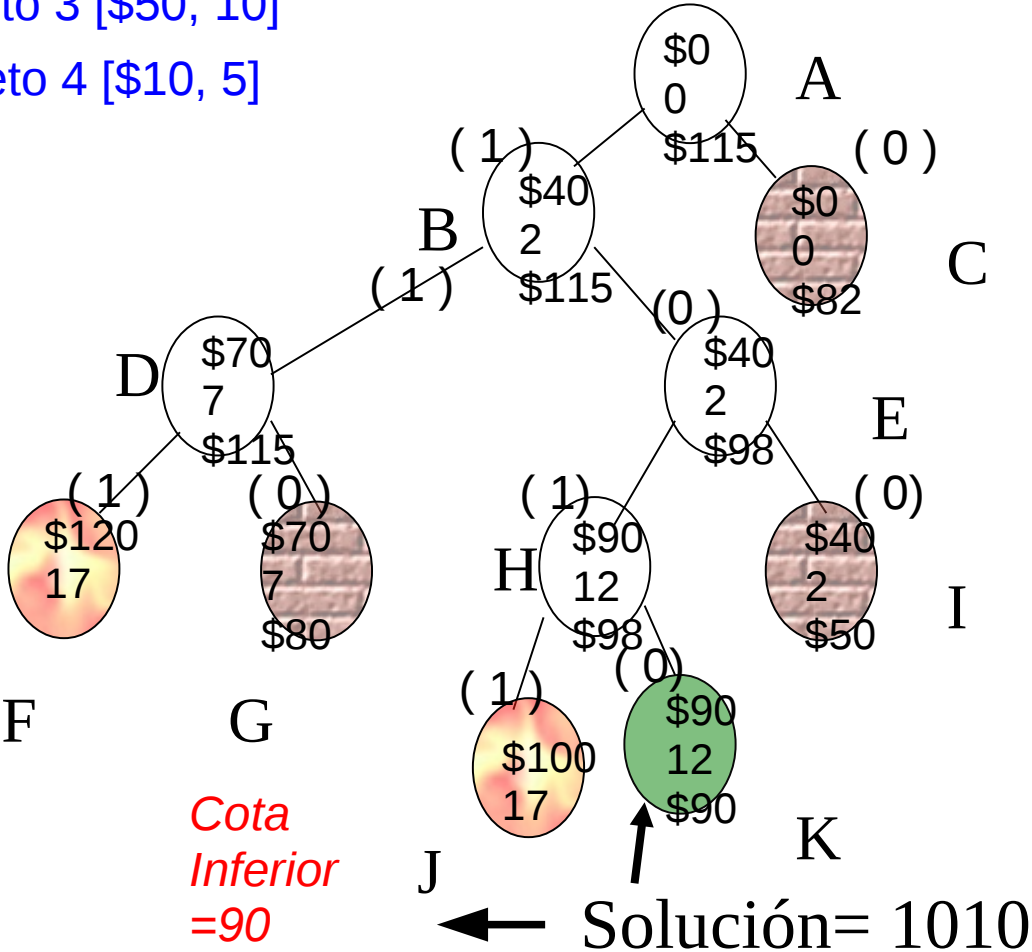 to 3 [$50, 10]
eto 4 [$10, 5]
$0
0
$115
A
( 1 )
( 0 )
$40
2
$115
B
$0
0
$82
C
( 1 )
(0 )
$70
7
$115
D
$40
2
$98
E
( 1 )
( 0 )
( 1)
( 0)
$120
17
$70
7
$80
$90
12
$98
H
$40
2
$50
I
( 1 )
( 0)
F
G
$100
17
$90
12
$90
J
K
Cota
Inferior
=90
Solución= 1010